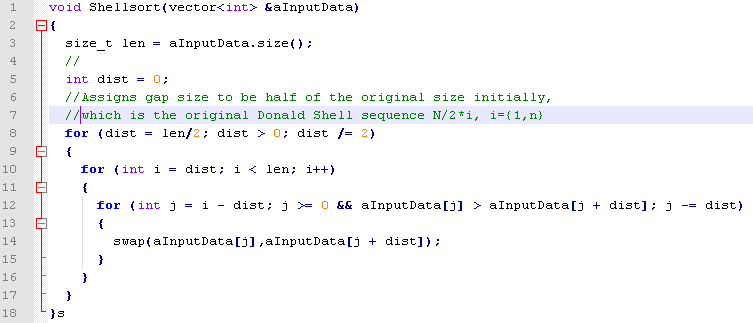 1 void Shellsort(vector<int> &aInputData)
2 {
3 size_t len = aInputData.size();
4 //
5 int dist = 0;
6 //Assigns gap size to be half of the original size initially,
7 //which is the original Donald Shell sequence N/2*i, i={1,n}
8 for (dist = len/2; dist > 0; dist /= 2)
9 {
10 for (int i = dist; i < len; i++)
11 {
12 for (int j = i - dist; j >= 0 && aInputData[j] > aInputData[j + dist]; j -= dist)
13 {
14 swap(aInputData[j],aInputData[j + dist]);
15 }
16 }
17 }
18 }s